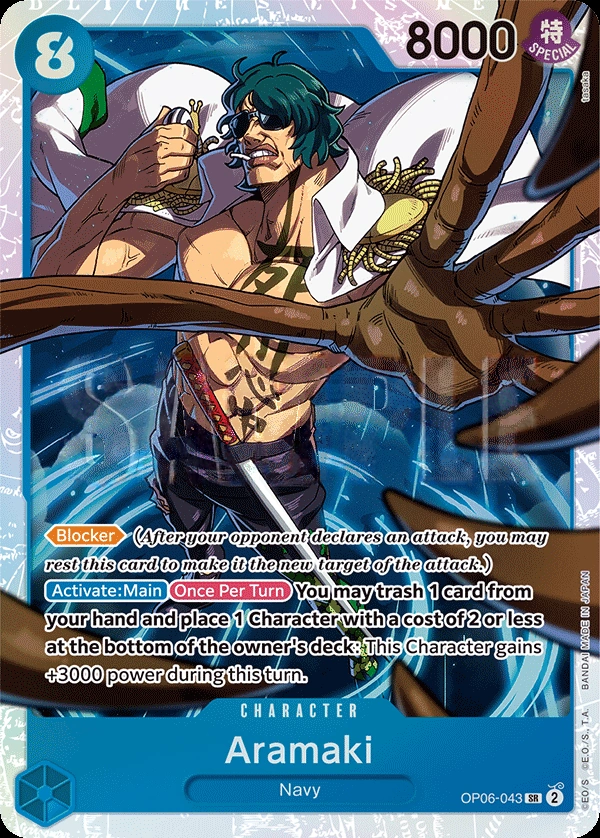 8
8000
特
SPECIAL
tasaka
SAMPLE
Blocker (After your opponent declares an attack, you may
rest this card to make it the new target of the attack.)
Activate:Main Once Per Turn You may trash 1 card from
your hand and place 1 Character with a cost of 2 or less
at the bottom of the owner's deck: This Character gains
+3000 power during this turn.
CHARACTER
Aramaki
Navy
OP06-043 SR 2
©EO/S ©E.O./S., T.A. BANDAI MADE IN JAPAN